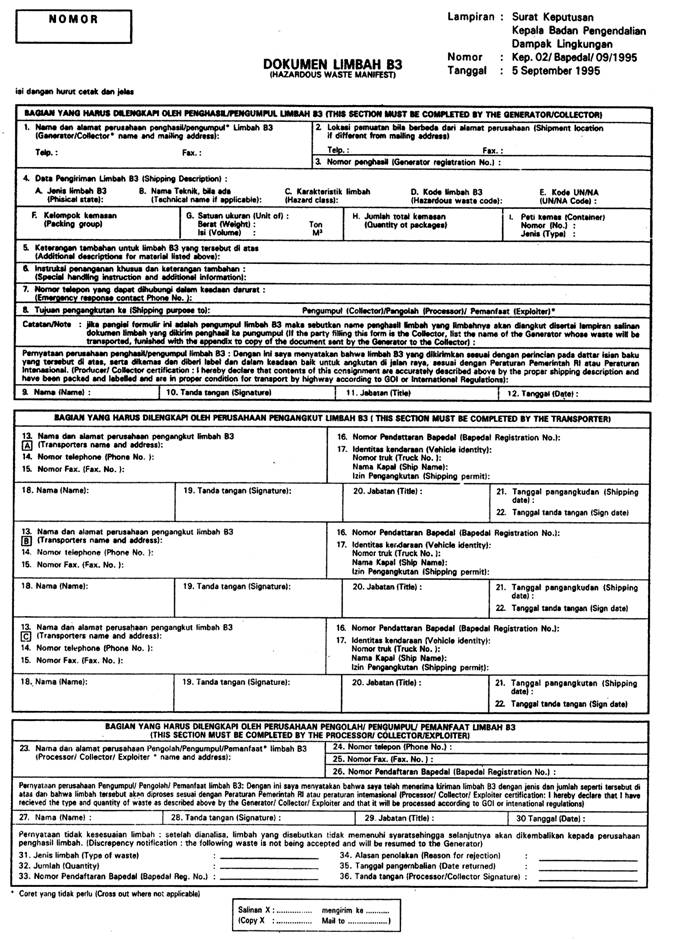 NOMOR
Lampiran : Surat Keputusan
Kepala Badan Pengendalian
Dampak Lingkungan
Nomor : Kep. 02/Bapedal/09/1995
Tanggal : 5 September 1995
DOKUMEN LIMBAH B3
(HAZARDOUS WASTE MANIFEST)
isi dengan hurut cetak dan jelas
BAGIAN YANG HARUS DILENGKAPI OLEH PENGHASIL/PENGUMPUL LIMBAH B3 (THIS SECTION MUST BE COMPLETED BY THE GENERATOR/COLLECTOR)
1. Nama dan alamat perusahaan penghasil/pengumpul* Limbah B3
(Ganarator/Collector* name and mailing address):
Telp. : Fax. :
2. Lokasi pemuatan bila berbeda dari alamat perusahaan (Shipment location
if different from mailing address)
Telp. : Fax. :
3. Nomor penghasil (Generator registration No.) :
4. Data Pengiriman Limbah B3 (Shipping Description) :
A. Jenis limbah B3 B. Nama Teknik, bila ada C. Karakteristik limbah D. Kode limbah B3 E. Kode UN/NA
(Phisical state): (Technical name if applicable): (Hazard class): (Hazardous waste code): (UN/NA Code) :
F. Kelompok kemasan
(Packing group)
G. Satuan ukuran (Unit of) :
Berat (Weight) : Ton
Isi (Volume) : M³
H. Jumlah total kemasan
(Quantity ot packages)
I. Peti kemas (Container)
Nomor (No.) :
Jenis (Type) :
5. Keterangan tambahan untuk limbah B3 yang tersebut di atas
(Additional descriptions for material listed above):
6. Instruksi penanganan khusus dan keterangan tambahan :
(Special handling instruction and additional information):
7. Nomor telepon yang dapat dihubungi dalam keadaan darurat :
(Emergency response contact Phone No. ):
8. Tujuan pengangkutan ke (Shipping purpose to): Pengumpul (Collector)/Pangolah (Processor)/ Pemanfaat (Exploiter)*
Catatan/Note : jika pangisi formulir ini adalah pengumpul limbah B3 maka sebutkan name penghasil limbah yang limbahnya akan diangkut disertai lempiran salinan
dokumen limbah yang dikirim penghasil ka pengumpul (If the party filling this form is the Collector, list the name of the Generator whose waste will be
transported, funished with the appendix to copy of the document sent by the Generator to the Collector) :
Pernyataan perusahaan penghasil/pengumpul limbah B3 : Dengan ini saya menyatakan bahwa limbah B3 yang dikirimkan sesuai dengan perincian pada dattar isian baku
yang tersebut di atas, serta dikemas dan diberi label dan dalam keadaan baik untuk angkutan di jalan raya, sesuai dengan Peraturan Pemerintah RI atau Peraturan
Intenasional. (Producer/ Collector certification : I hereby declare that contents of this consignment are accurately described above by the propar shipping description and
have been packed and labelled and are in proper condition for transport by highway according to GOI or International Regulations):
9. Nama (Name) : 10. Tanda tangan (Signature) 11. Jabatan (Title) 12. Tanggal (Date) :
BAGIAN YANG HARUS DILENGKAPI OLEH PERUSAHAAN PENGANGKUT LIMBAH B3 ( THIS SECTION MUST BE COMPLETED BY THE TRANSPORTER)
13. Nama dan alamat perusahaan pengangkut limbah B3
A (Transporters name and address):
14. Nomor telephone (Phone No. ):
15. Nomor Fax. (Fax. No. ):
16. Nomor Pendattaran Bapedal (Bapedal Registration No.):
17. Identitas kendaraan (Vehicle identity):
Nomor truk (Truck No. ):
Nama Kapal (Ship Name):
Izin Pengangkutan (Shipping permit):
18. Nama (Name): 19. Tanda tangan (Signature): 20. Jabatan (Title) : 21. Tanggal pangangkudan (Shipping
date) :
22. Tanggal tanda tangan (Sign date)
13. Nama dan alamat perusahaan pengangkut limbah B3
B (Transporters name and address):
14. Nomor telephone (Phone No. ):
15. Nomor Fax. (Fax. No. ):
16. Nomor Pendattaran Bapedal (Bapedal Registration No.):
17. Identitas kendaraan (Vehicle identity):
Nomor truk (Truck No. ):
Nama Kapal (Ship Name):
Izin Pengangkutan (Shipping permit):
18. Nama (Name): 19. Tanda tangan (Signature): 20. Jabatan (Title) : 21. Tanggal pangangkudan (Shipping
date) :
22. Tanggal tanda tangan (Sign date)
13. Nama dan alamat perusahaan pengangkut limbah B3
C (Transporters name and address):
14. Nomor telephone (Phone No. ):
15. Nomor Fax. (Fax. No. ):
16. Nomor Pendattaran Bapedal (Bapedal Registration No.):
17. Identitas kendaraan (Vehicle identity):
Nomor truk (Truck No. ):
Nama Kapal (Ship Name):
Izin Pengangkutan (Shipping permit):
18. Nama (Name): 19. Tanda tangan (Signature): 20. Jabatan (Title) : 21. Tanggal pangangkutan (Shipping
date) :
22. Tanggal tanda tangan (Sign date)
BAGIAN YANG HARUS DILENGKAPI OLEH PERUSAHAAN PENGOLAH/ PENGUMPUL/ PEMANFAAT LIMBAH B3
(THIS SECTION MUST BE COMPLETED BY THE PROCESSOR/ COLLECTOR/EXPLOITER)
23. Nama dan alamat perusahaan Pengolah/Pengumpul/Pemanfaat* limbah B3
(Processor/ Collector/ Exploiter * name and address):
24. Nomor telepon (Phone No.) :
25. Nomor Fax. (Fax. No.) :
26. Nomor Pendaftaran Bapedal (Bapedal Registration No.) :
Pernyataan perusahaan Pengumpul/ Pengolah/ Pemanfaat limbah B3: Dengan ini saya menyatakan bahwa saya telah menerima kiriman limbah B3 dengan jenis dan jumlah seperti tersebut di
atas dan bahwa limbah tersebut akan diproses sesuai dengan Paraturan Pemerintah RI atau peraturan internasional (Processor/ Collector/ Exploiter certification: I hereby declare that I have
recieved the type and quantity of waste as described above by the Generator/ Collector/ Exploiter and that it will be processed according to GOI or intenational regulations)
27. Nama (Name) : 28. Tanda tangan (Signature) : 29. Jabatan (Title) : 30 Tanggal (Date) :
Pernyataan tidak kesesuaian limbah : setelah dianalisa, limbah yang disebutkan tidak memenuhi syaratsehingga selanjutnya akan dikembalikan kepada perusahaan
penghasil limbah. (Discrepency notification : the following waste is not being accepted and will be resumed to the Generator)
31. Jenis limbah (Type of waste) : 34. Alasan penolakan (Reason for rejection) :
32. Jumlah (Quantity) : 35. Tanggal pangembalian (Date returned) :
33. Nomor Pendaftaran Bapedal (Bapedal Reg. No.) : 36. Tanda tangan (Processor/Collector Signature) :
* Coret yang tidak perlu (Cross out where not applicable)
Salinan X : .............. mengirim ke ..........
(Copy X : .............. Mail to ................)